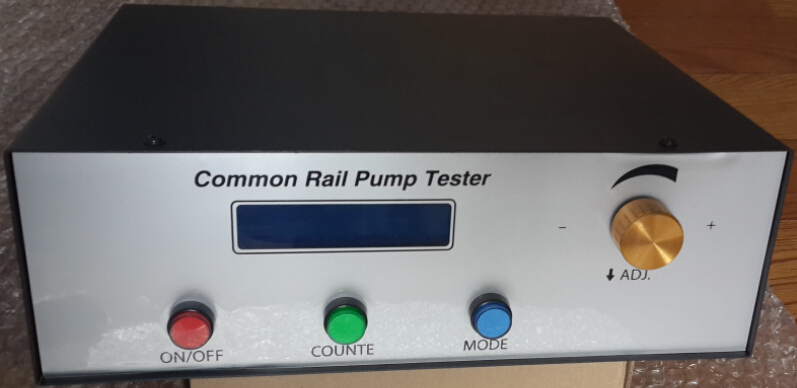 Common Rail Pump Tester
- +
↓ ADJ.
ON/OFF COUNTE MODE